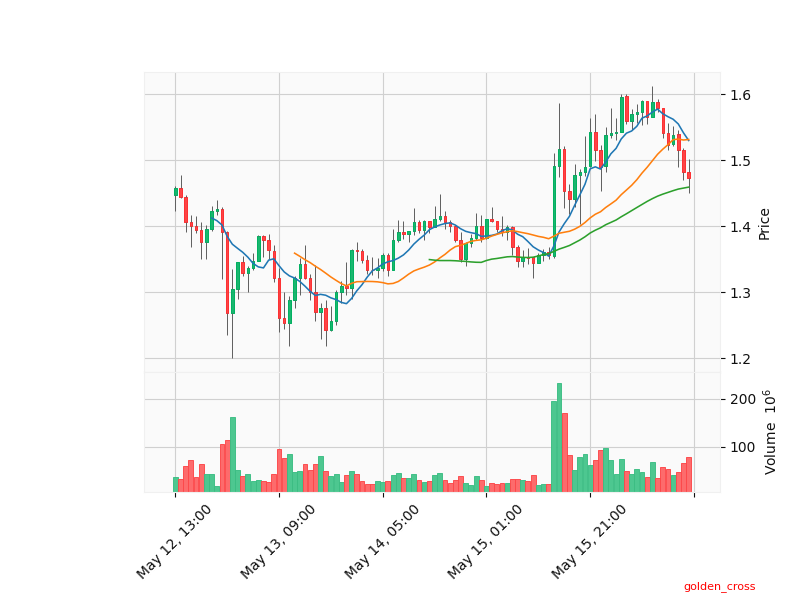 1.6
1.5
1.4
1.3
1.2
Price
200
100
Volume 10^6
May 12, 13:00
May 13, 09:00
May 14, 05:00
May 15, 01:00
May 15, 21:00
golden_cross